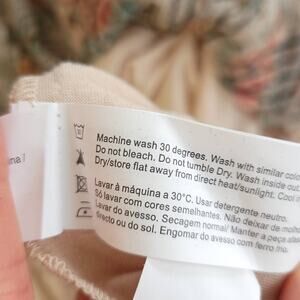 Machine wash 30 degrees. Wash with similar colo
Do not bleach. Do not tumble Dry. Wash inside out
Dry/store flat away from direct heat/sunlight. Cool i
Lavar à máquina a 30°C. Usar detergente neutro.
Só lavar com cores semelhantes. Não deixar de molho
Lavar do avesso. Secagem normal/ Manter a peça
directo ou do sol. Engomar do avesso com ferro